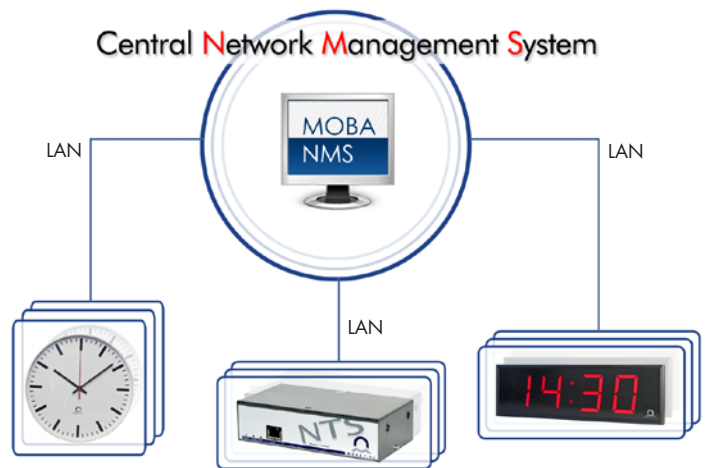 Central Network Management System
MOBA
NMS
LAN
LAN
LAN
NTS
14:30